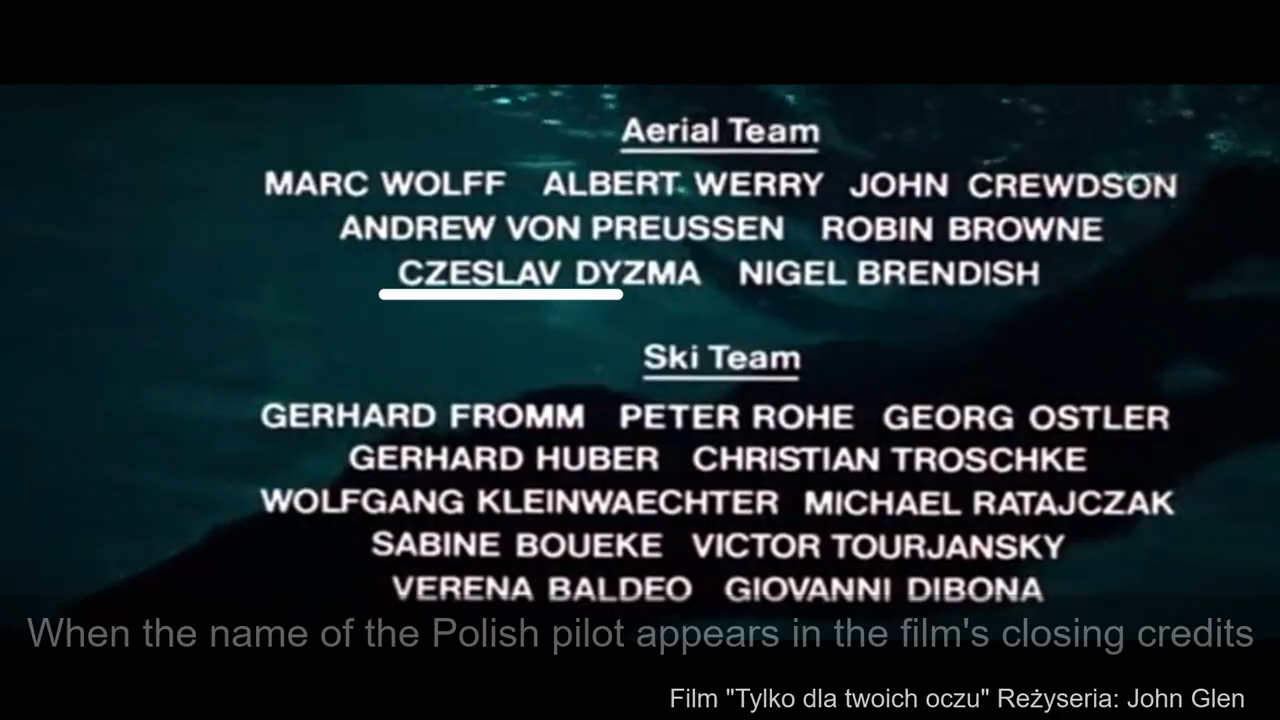 Aerial Team
MARC WOLFF ALBERT WERRY JOHN CREWDSON
ANDREW VON PREUSSEN ROBIN BROWNE
CZESLAV DYZMA NIGEL BRENDISH
Ski Team
GERHARD FROMM PETER ROHE GEORG OSTLER
GERHARD HUBER CHRISTIAN TROSCHKE
WOLFGANG KLEINWAECHTER MICHAEL RATAJCZAK
SABINE BOUEKE VICTOR TOURJANSKY
VERENA BALDEO GIOVANNI DIBONA
When the name of the Polish pilot appears in the film's closing credits
Film "Tylko dla twoich oczu" Reżyseria: John Glen